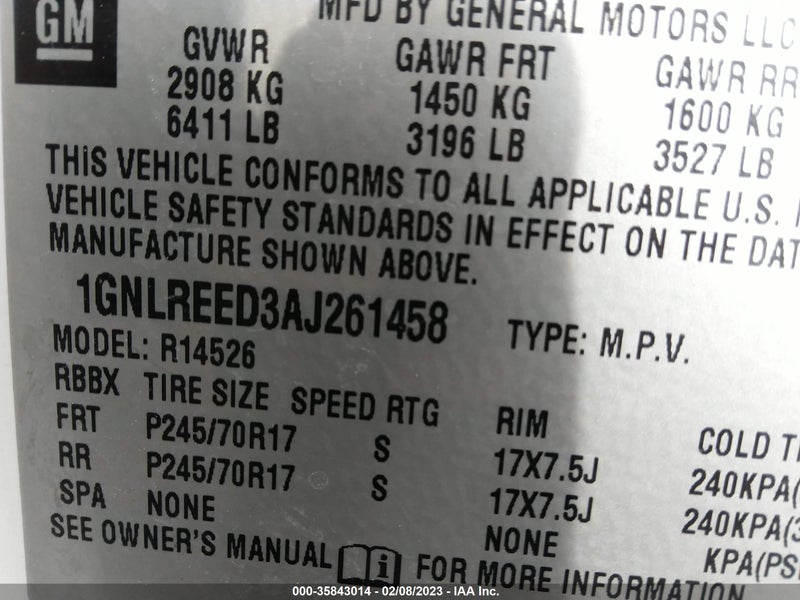 GM
MFD BY GENERAL MOTORS LLC
GVWR GAWR FRT GAWR RR
2908 KG 1450 KG 1600 KG
6411 LB 3196 LB 3527 LB
THIS VEHICLE CONFORMS TO ALL APPLICABLE U.S.
VEHICLE SAFETY STANDARDS IN EFFECT ON THE DAT
MANUFACTURE SHOWN ABOVE.
1GNLREED3AJ261458 TYPE: M.P.V.
MODEL: R14526
RBBX TIRE SIZE SPEED RTG RIM COLD TI
FRT P245/70R17 S 17X7.5J 240KPA(
RR P245/70R17 S 17X7.5J 240KPA(3
SPA NONE NONE KPA(PSI
SEE OWNER'S MANUAL i FOR MORE INFORMATION
000-35843014 - 02/08/2023 - IAA Inc.